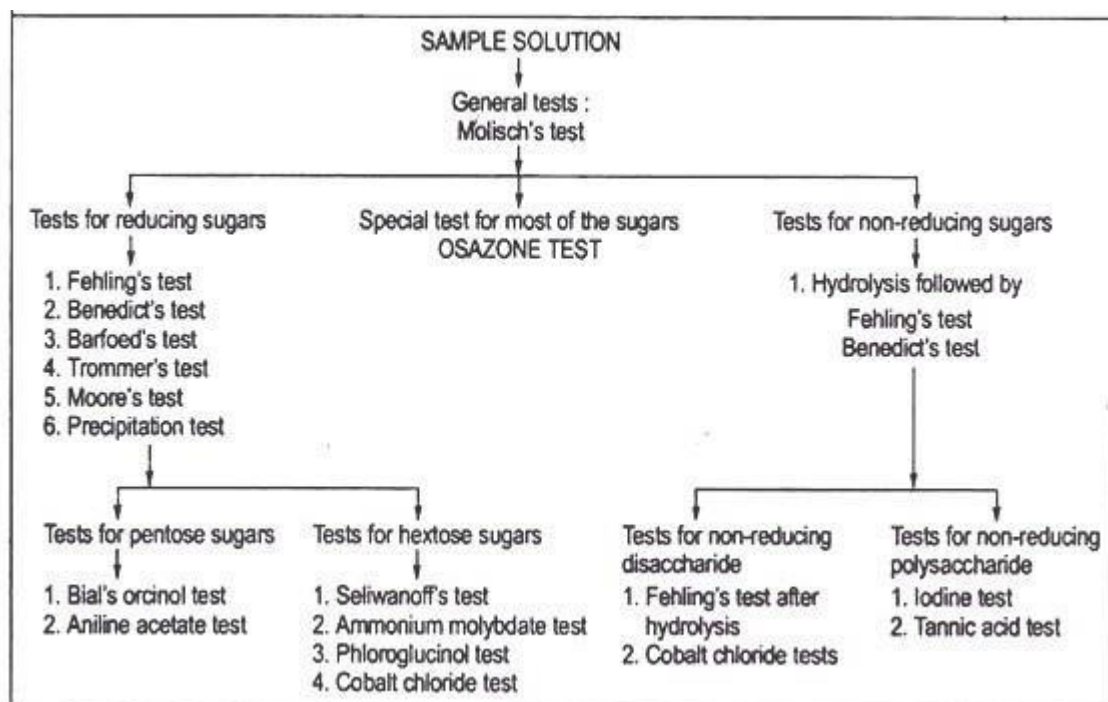 SAMPLE SOLUTION
General tests :
Molisch's test
Tests for reducing sugars
Special test for most of the sugars
OSAZONE TEST
Tests for non-reducing sugars
1. Fehling's test
2. Benedict's test
3. Barfoed's test
4. Trommer's test
5. Moore's test
6. Precipitation test
1. Hydrolysis followed by
Fehling's test
Benedict's test
Tests for pentose sugars
1. Bial's orcinol test
2. Aniline acetate test
Tests for hextose sugars
1. Seliwanoff's test
2. Ammonium molybdate test
3. Phloroglucinol test
4. Cobalt chloride test
Tests for non-reducing
disaccharide
1. Fehling's test after
hydrolysis
2. Cobalt chloride tests
Tests for non-reducing
polysaccharide
1. Iodine test
2. Tannic acid test